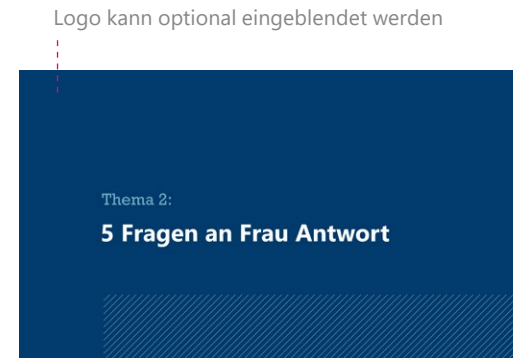 Logo kann optional eingeblendet werden
Thema 2:
5 Fragen an Frau Antwort